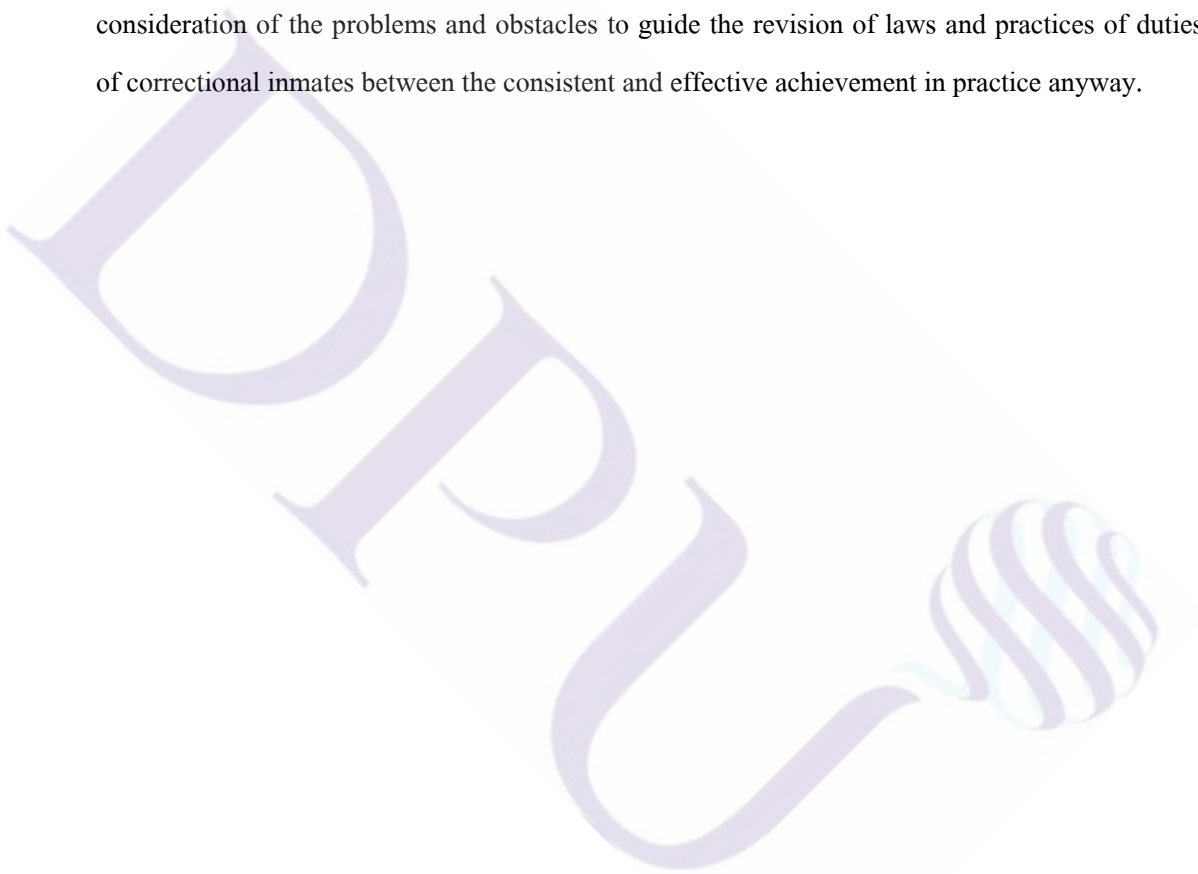 consideration of the problems and obstacles to guide the revision of laws and practices of duties
of correctional inmates between the consistent and effective achievement in practice anyway.
DPU